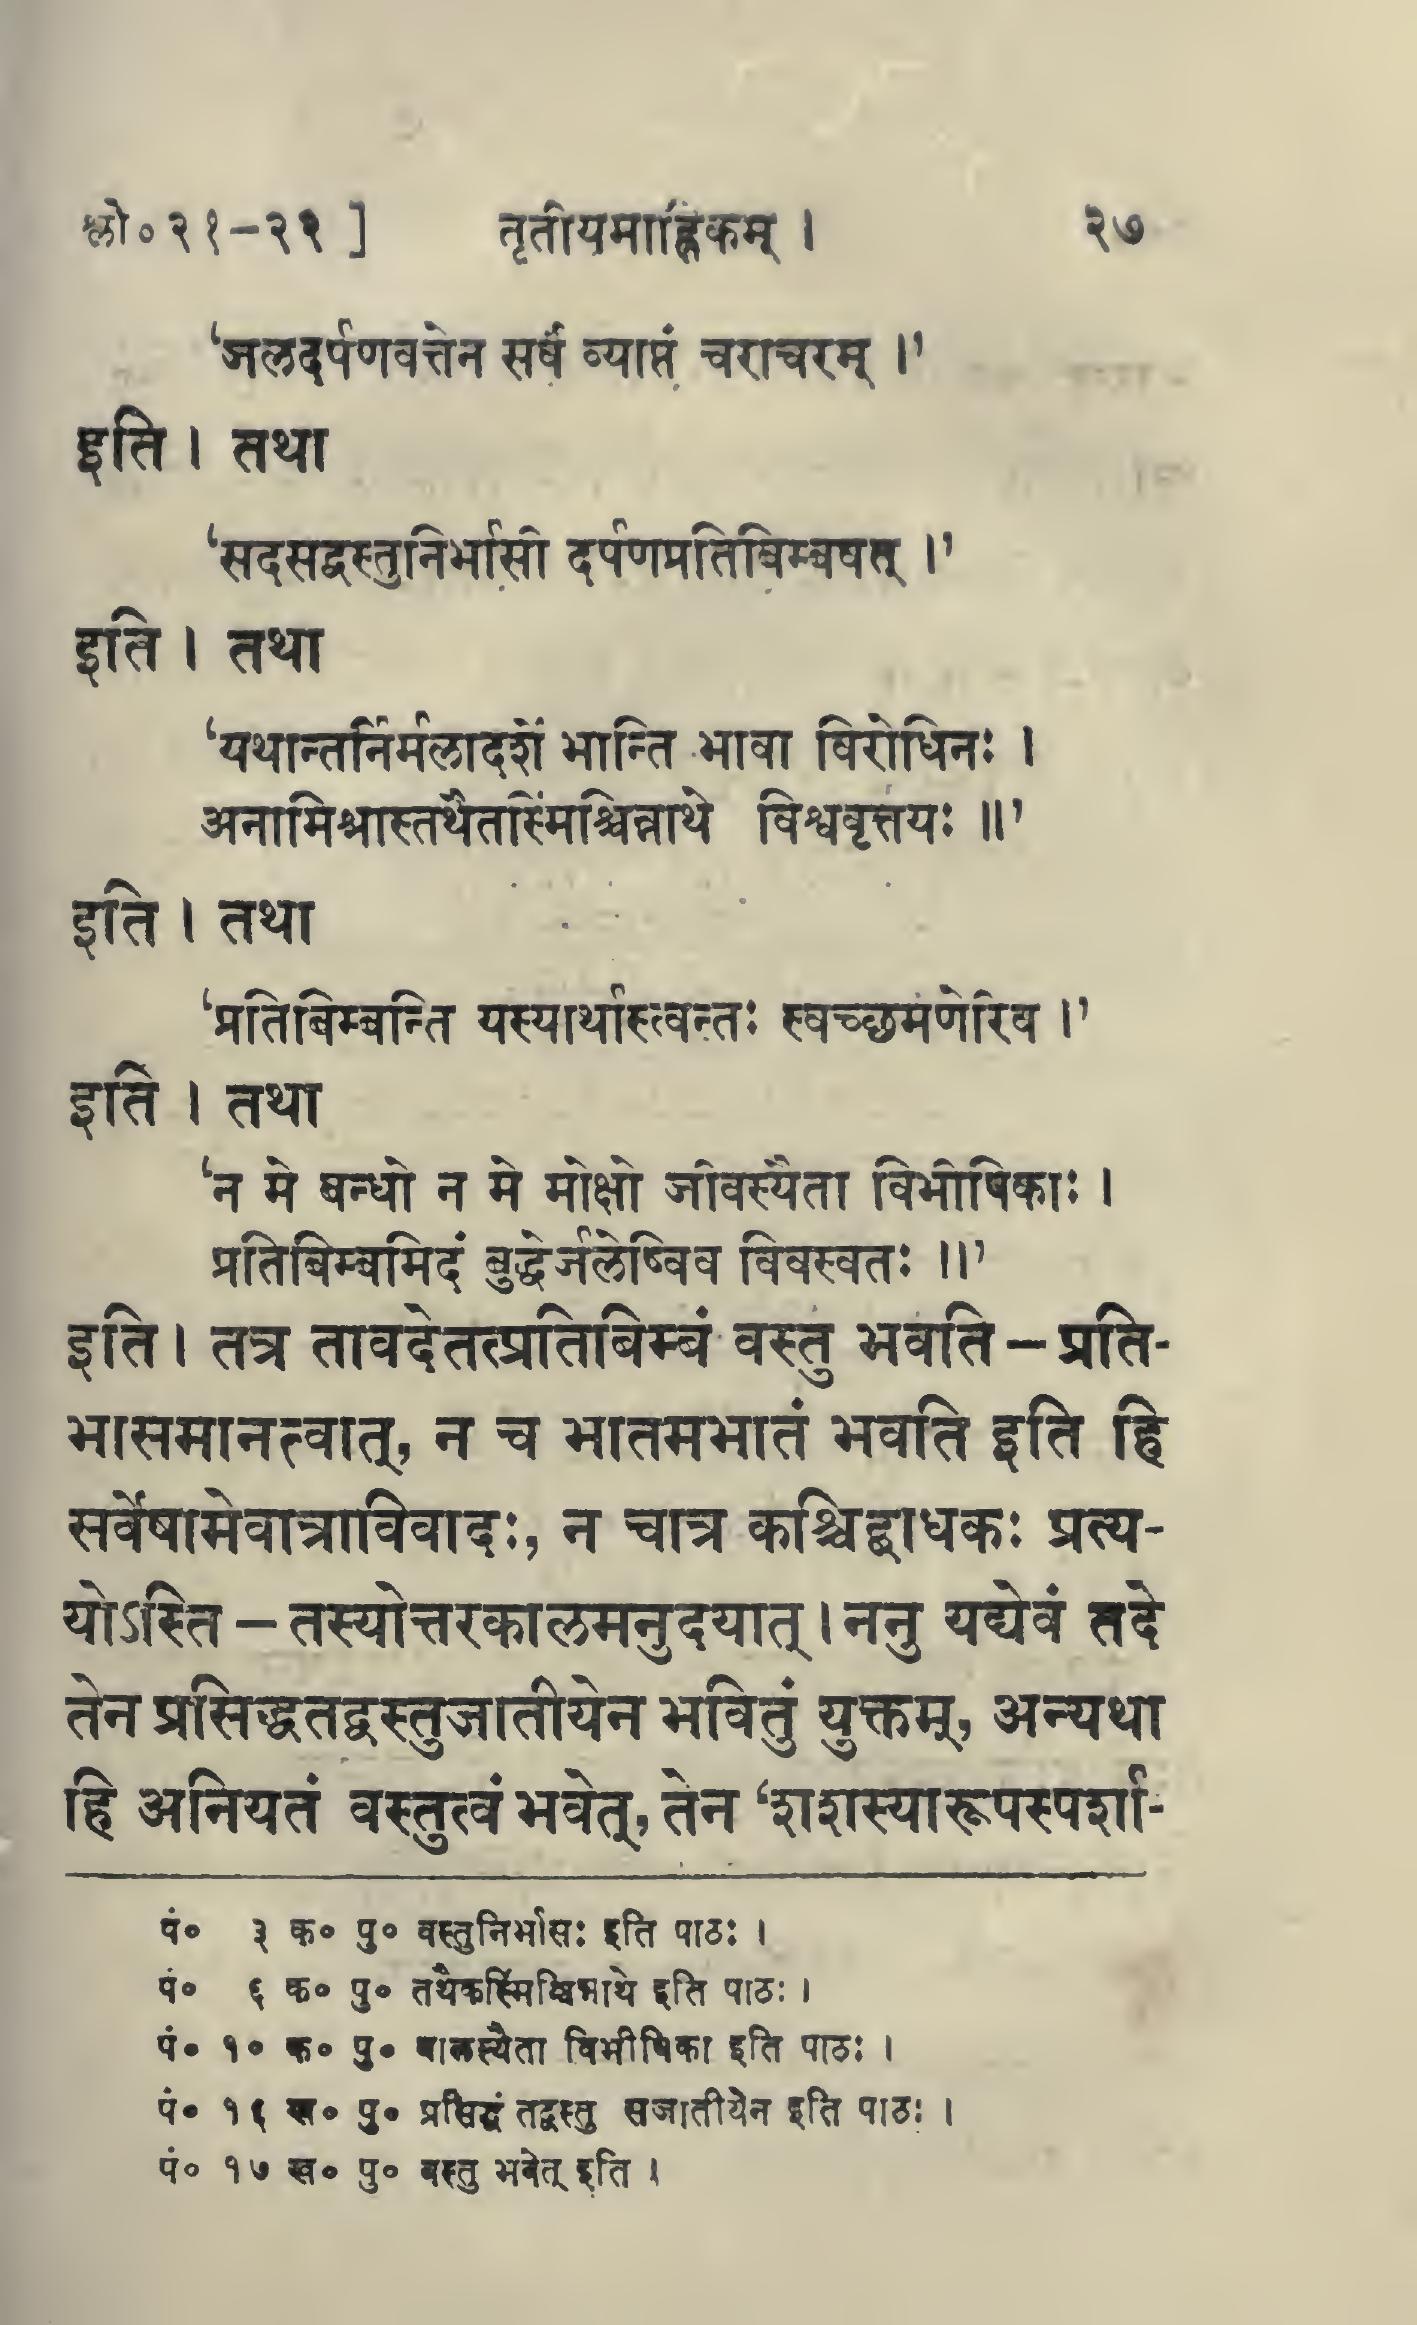 श्लो० २१-२२ ] तृतीयमाह्निकम् । २७
‘जलदर्पणवत्तेन सर्वं व्याप्तं चराचरम् ।’
इति । तथा
‘सदसद्वस्तुनिर्भासी दर्पणप्रतिबिम्बवत् ।’
इति । तथा
‘यथान्तर्निर्मलादर्शे भान्ति भावा विरोधिनः ।
अनामिश्रास्तथैतस्मिंश्चिन्नाथे विश्ववृत्तयः ॥’
इति । तथा
‘प्रतिबिम्बन्ति यस्यार्थास्त्वन्तः स्वच्छमणेरिव ।’
इति । तथा
‘न मे बन्धो न मे मोक्षो जीवस्यैता विभीषिकाः ।
प्रतिबिम्बमिदं बुद्धेर्जलेष्विव विवस्वतः ॥’
इति । तत्र तावदेतत्प्रतिबिम्बं वस्तु भवति – प्रति-
भासमानत्वात्, न च भातमभातं भवति इति हि
सर्वेषामेवात्राविवादः, न चात्र कश्चिद्बाधकः प्रत्य-
योऽस्ति – तस्योत्तरकालमनुदयात् । ननु यद्येवं तदे
तेन प्रसिद्धतद्वस्तुजातीयेन भवितुं युक्तम्, अन्यथा
हि अनियतं वस्तुत्वं भवेत्, तेन ‘शशस्यारूपस्पर्शा-
पं० ३ क० पु० वस्तुनिर्भासः इति पाठः ।
पं० ६ क० पु० तथैकस्मिंश्चिन्नाथे इति पाठः ।
पं० १० क० पु० बालस्यैता विभीषिका इति पाठः ।
पं० १६ ख० पु० प्रसिद्धं तद्वस्तु सजातीयेन इति पाठः ।
पं० १७ ख० पु० वस्तु भवेत् इति ।